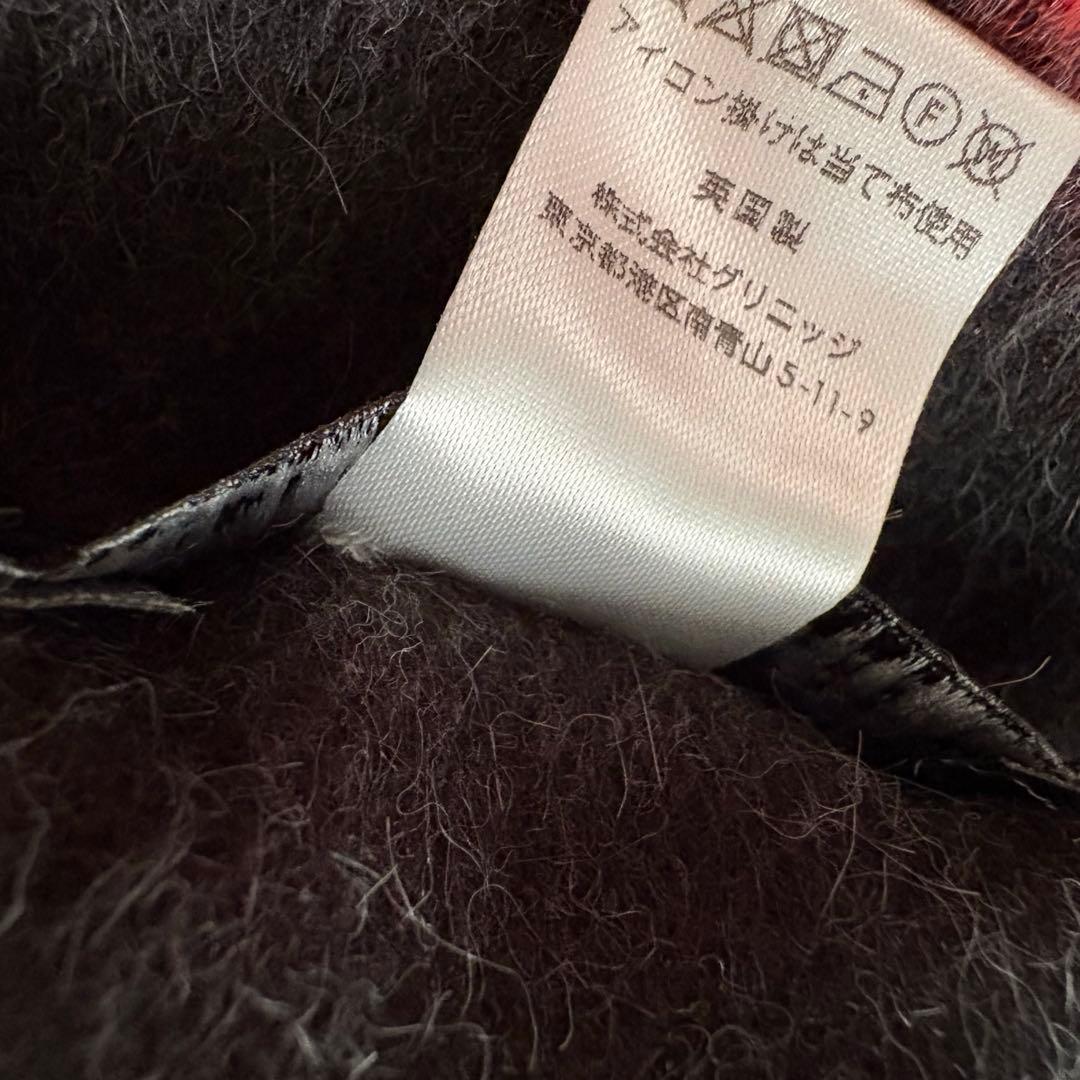 F W
アイロン掛けは当て布使用
英国製
株式会社グリニッジ
東京都港区南青山5-11-9